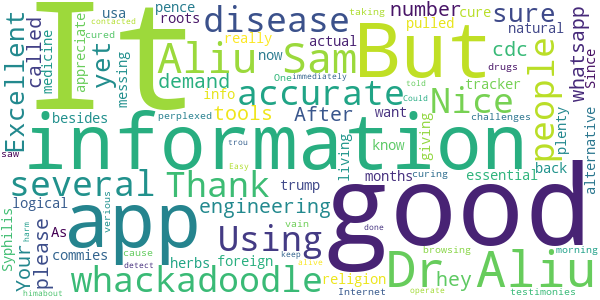 It
But
good
information
app
Dr Aliu
Aliu Sam
disease
accurate
Nice
people
Excellent
several
Thank
Using
whackadoodle
engineering
tools
sure
number
After
demand
hey
Your
please
yet
called
usa
pence
roots
pulled
cure
taking
contacted
cured
appreciate
medicine
messing
really
actual
natural
drugs
whatsapp
Since
cdc
tracker
now
One
immediately
told
info
want
Could
challenges
besides
perplexed
trou
Easy
know
giving
plenty
alternative
saw
living
months
curing
back
essential
logical
trump
As
commies
herbs
foreign
vain
done
browsing
morning
Syphilis
harm
verious
cause
detect
keep
alive
religion
Internet
operate
testimonies
himabout